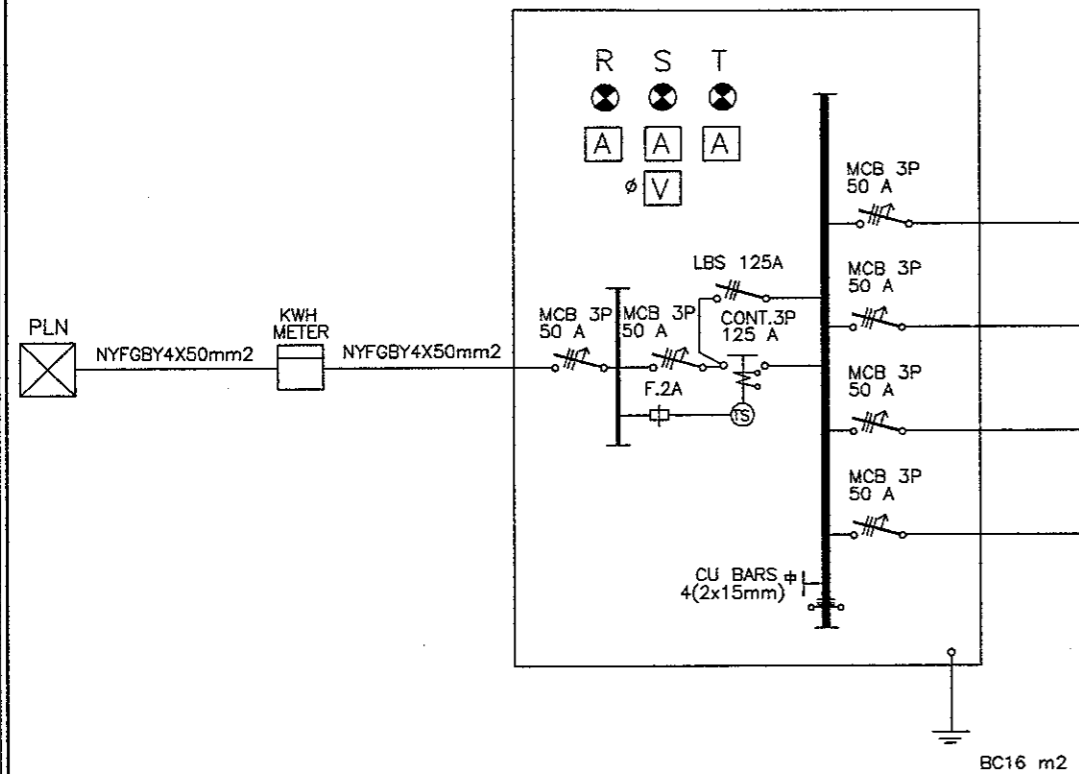 R S T
A A A
ø V
MCB 3P
50 A
LBS 125A
MCB 3P
50 A
PLN
KWH
METER
MCB 3P
50 A
MCB 3P
50 A
CONT.3P
125 A
NYFGBY4X50mm2
NYFGBY4X50mm2
F.2A
TS
MCB 3P
50 A
MCB 3P
50 A
CU BARS
4(2x15mm)
BC16 m2